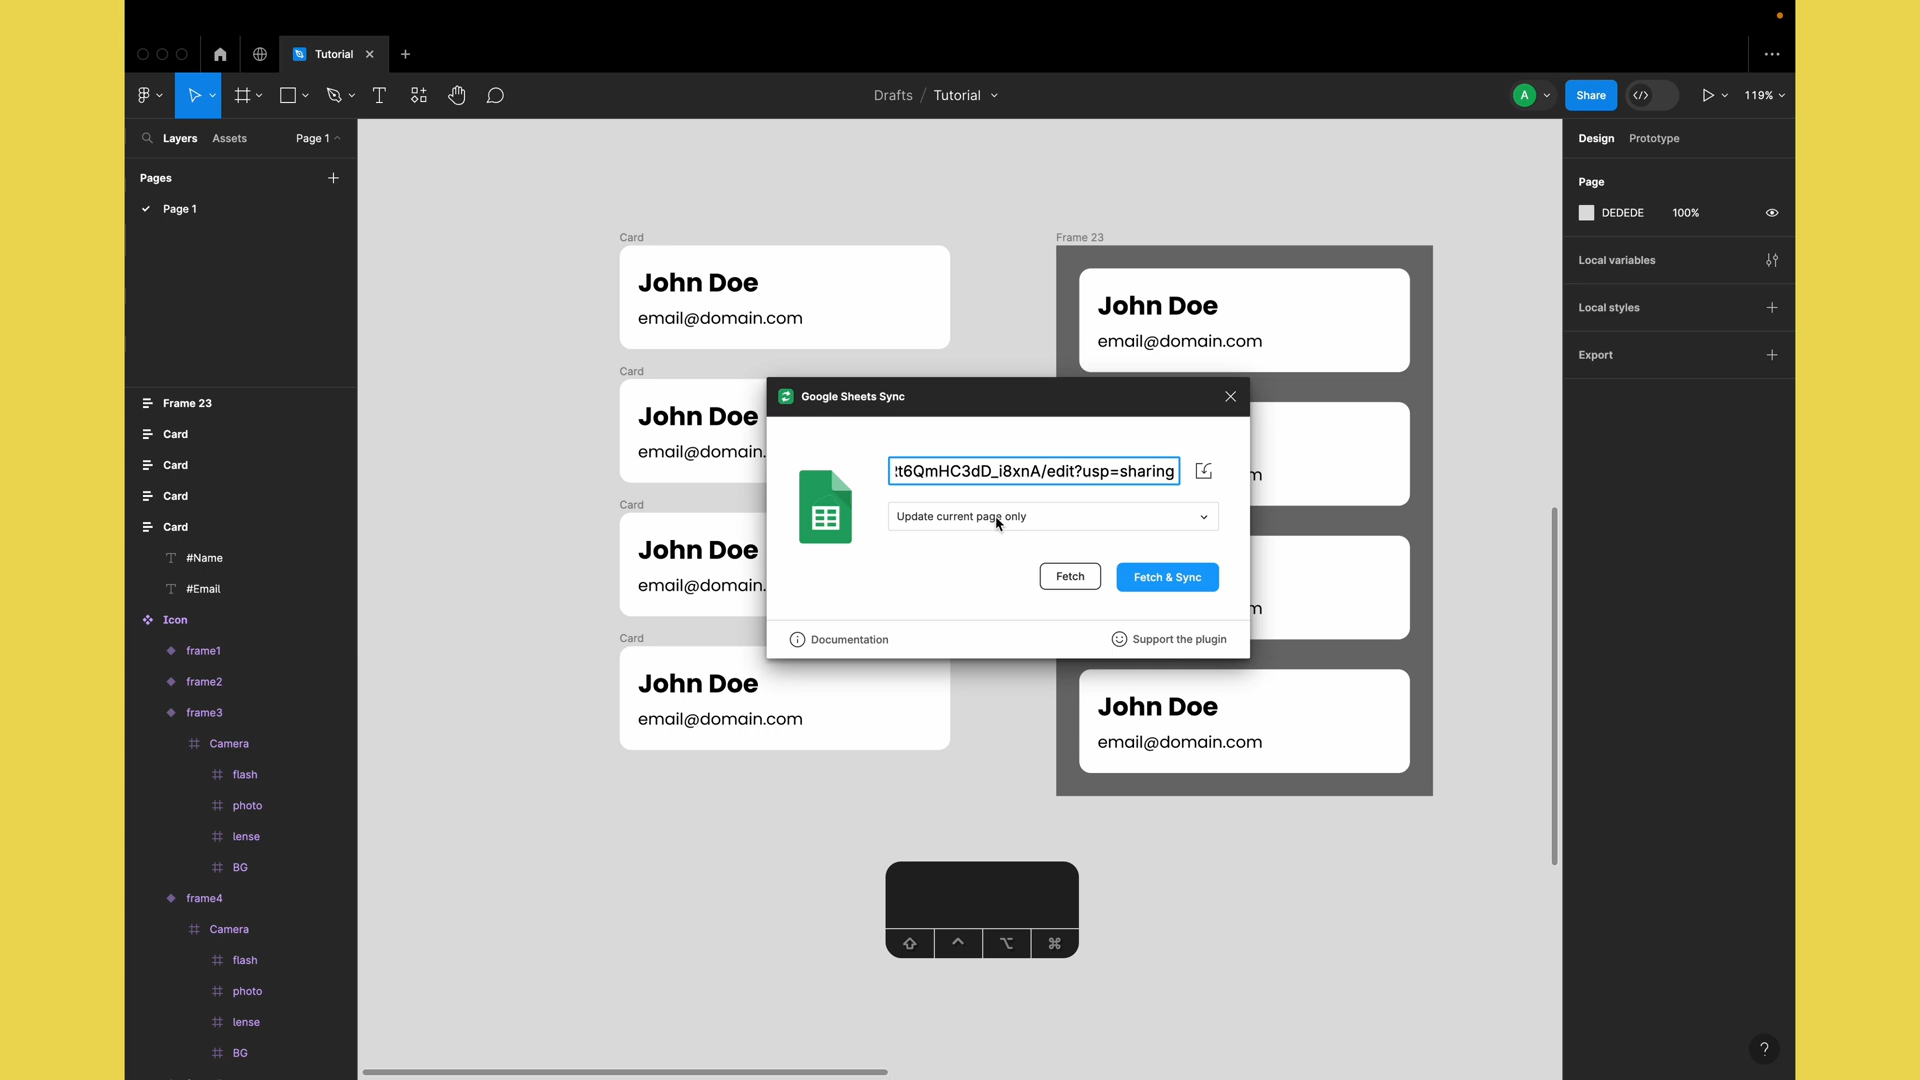 Tutorial
Drafts / Tutorial
A
Share
119%
Layers
Assets
Page 1
Pages
Page 1
Frame 23
Card
Card
Card
Card
#Name
#Email
Icon
frame1
frame2
frame3
Camera
flash
photo
lense
BG
frame4
Camera
flash
photo
lense
BG
Card
John Doe
email@domain.com
Card
John Doe
email@domain.
Card
John Doe
email@domain.
Card
John Doe
email@domain.com
Frame 23
John Doe
email@domain.com
m
m
John Doe
email@domain.com
Google Sheets Sync
t6QmHC3dD_i8xnA/edit?usp=sharing
Update current page only
Fetch
Fetch & Sync
Documentation
Support the plugin
Design
Prototype
Page
DEDEDE
100%
Local variables
Local styles
Export
?